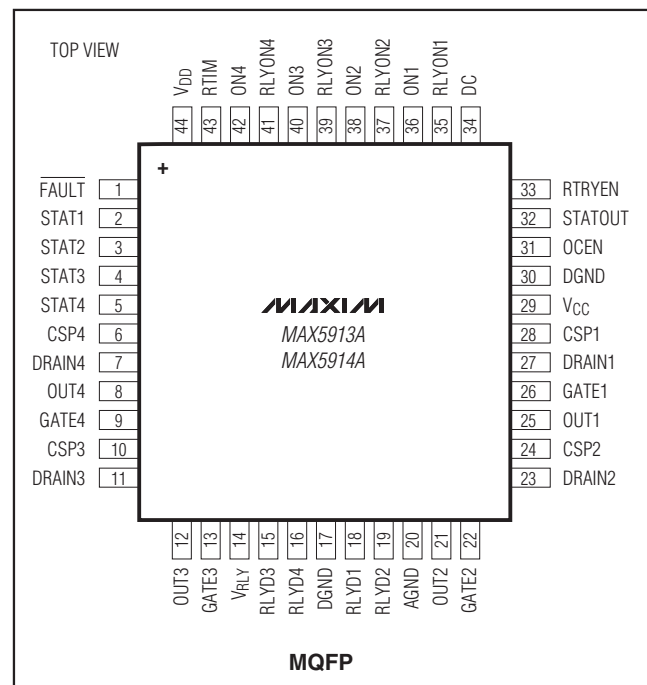 TOP VIEW
VDD
RTIM
ON4
RLYON4
ON3
RLYON3
ON2
RLYON2
ON1
RLYON1
DC
44
43
42
41
40
39
38
37
36
35
34
+
FAULT 1
STAT1 2
STAT2 3
STAT3 4
STAT4 5
CSP4 6
DRAIN4 7
OUT4 8
GATE4 9
CSP3 10
DRAIN3 11
MAXIM
MAX5913A
MAX5914A
33 RTRYEN
32 STATOUT
31 OCEN
30 DGND
29 VCC
28 CSP1
27 DRAIN1
26 GATE1
25 OUT1
24 CSP2
23 DRAIN2
12
13
14
15
16
17
18
19
20
21
22
OUT3
GATE3
VRLY
RLYD3
RLYD4
DGND
RLYD1
RLYD2
AGND
OUT2
GATE2
MQFP